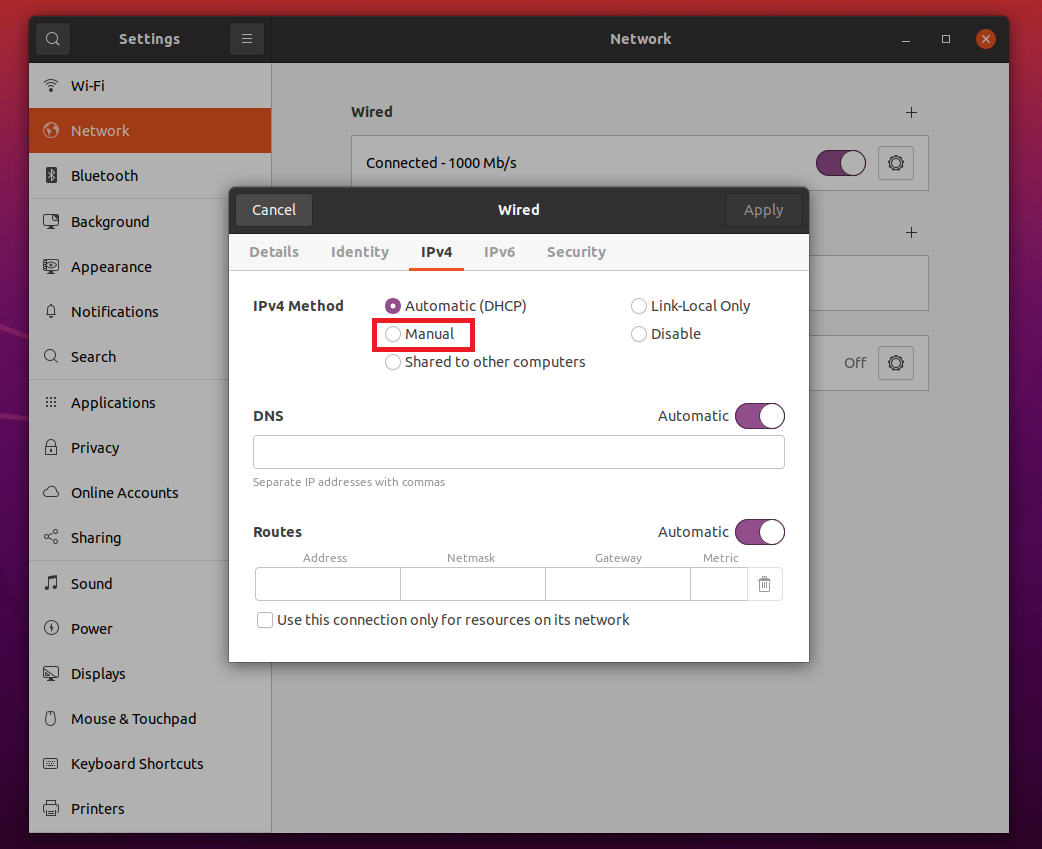 Settings
Network
Wi-Fi
Network
Bluetooth
Background
Appearance
Notifications
Search
Applications
Privacy
Online Accounts
Sharing
Sound
Power
Displays
Mouse & Touchpad
Keyboard Shortcuts
Printers
Wired
Connected - 1000 Mb/s
Off
Cancel
Wired
Apply
Details Identity IPv4 IPv6 Security
IPv4 Method
Automatic (DHCP)
Link-Local Only
Manual
Disable
Shared to other computers
DNS
Automatic
Separate IP addresses with commas
Routes
Automatic
Address Netmask Gateway Metric
Use this connection only for resources on its network